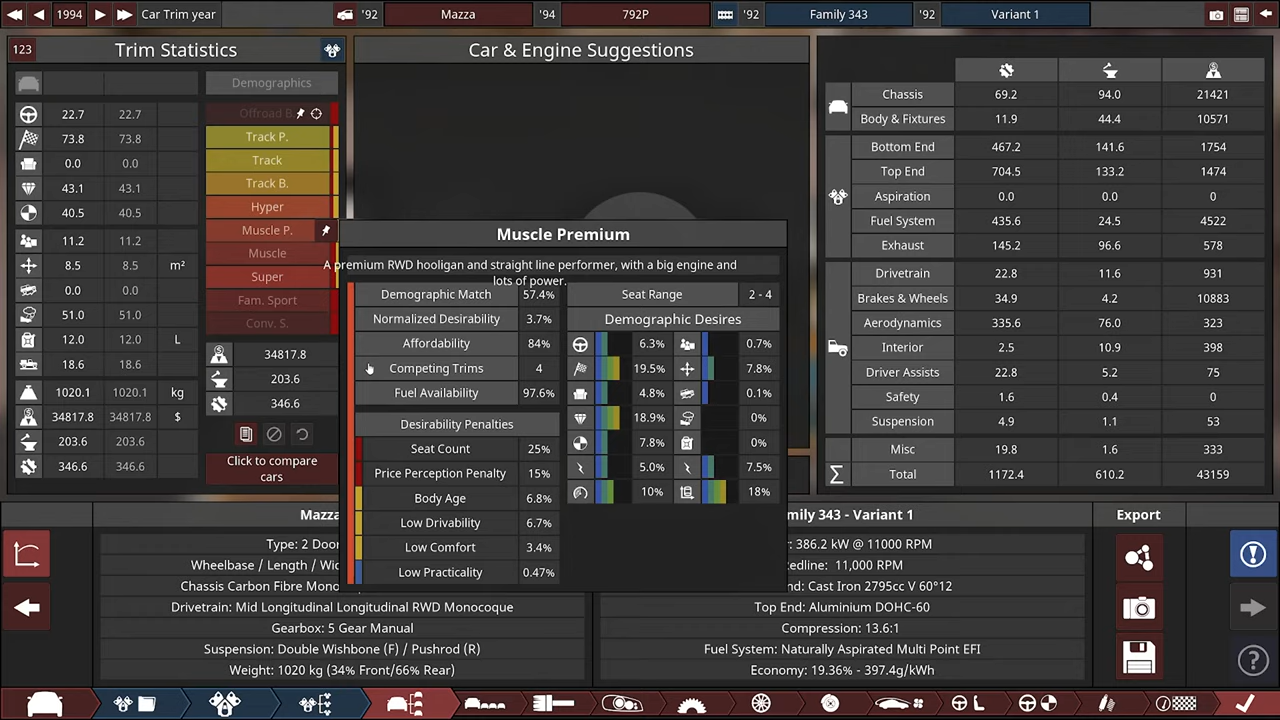 1994 Car Trim year '92 Mazza '94 792P '92 Family 343 '92 Variant 1
123 Trim Statistics
Car & Engine Suggestions
Demographics
22.7 22.7 Offroad B.
73.8 73.8 Track P.
0.0 0.0 Track
43.1 43.1 Track B.
40.5 40.5 Hyper
11.2 11.2 Muscle P.
8.5 8.5 m² Muscle
0.0 0.0 Super
51.0 51.0 Fam. Sport
12.0 12.0 L Conv. S.
18.6 18.6 34817.8
1020.1 1020.1 kg 203.6
34817.8 34817.8 $ 346.6
203.6 203.6
346.6 346.6
Click to compare
cars
Muscle Premium
A premium RWD hooligan and straight line performer, with a big engine and
lots of power.
Demographic Match 57.4%
Normalized Desirability 3.7%
Affordability 84%
Competing Trims 4
Fuel Availability 97.6%
Desirability Penalties
Seat Count 25%
Price Perception Penalty 15%
Body Age 6.8%
Low Drivability 6.7%
Low Comfort 3.4%
Low Practicality 0.47%
Seat Range 2 - 4
Demographic Desires
6.3% 0.7%
19.5% 7.8%
4.8% 0.1%
18.9% 0%
7.8% 0%
5.0% 7.5%
10% 18%
Chassis 69.2 94.0 21421
Body & Fixtures 11.9 44.4 10571
Bottom End 467.2 141.6 1754
Top End 704.5 133.2 1474
Aspiration 0.0 0.0 0
Fuel System 435.6 24.5 4522
Exhaust 145.2 96.6 578
Drivetrain 22.8 11.6 931
Brakes & Wheels 34.9 4.2 10883
Aerodynamics 335.6 76.0 323
Interior 2.5 10.9 398
Driver Assists 22.8 5.2 75
Safety 1.6 0.4 0
Suspension 4.9 1.1 53
Misc 19.8 1.6 333
Σ Total 1172.4 610.2 43159
Mazza
Type: 2 Door
Wheelbase / Length / Wi
Chassis Carbon Fibre Mono
Drivetrain: Mid Longitudinal Longitudinal RWD Monocoque
Gearbox: 5 Gear Manual
Suspension: Double Wishbone (F) / Pushrod (R)
Weight: 1020 kg (34% Front/66% Rear)
mily 343 - Variant 1
: 386.2 kW @ 11000 RPM
Redline: 11,000 RPM
End: Cast Iron 2795cc V 60°12
Top End: Aluminium DOHC-60
Compression: 13.6:1
Fuel System: Naturally Aspirated Multi Point EFI
Economy: 19.36% - 397.4g/kWh
Export